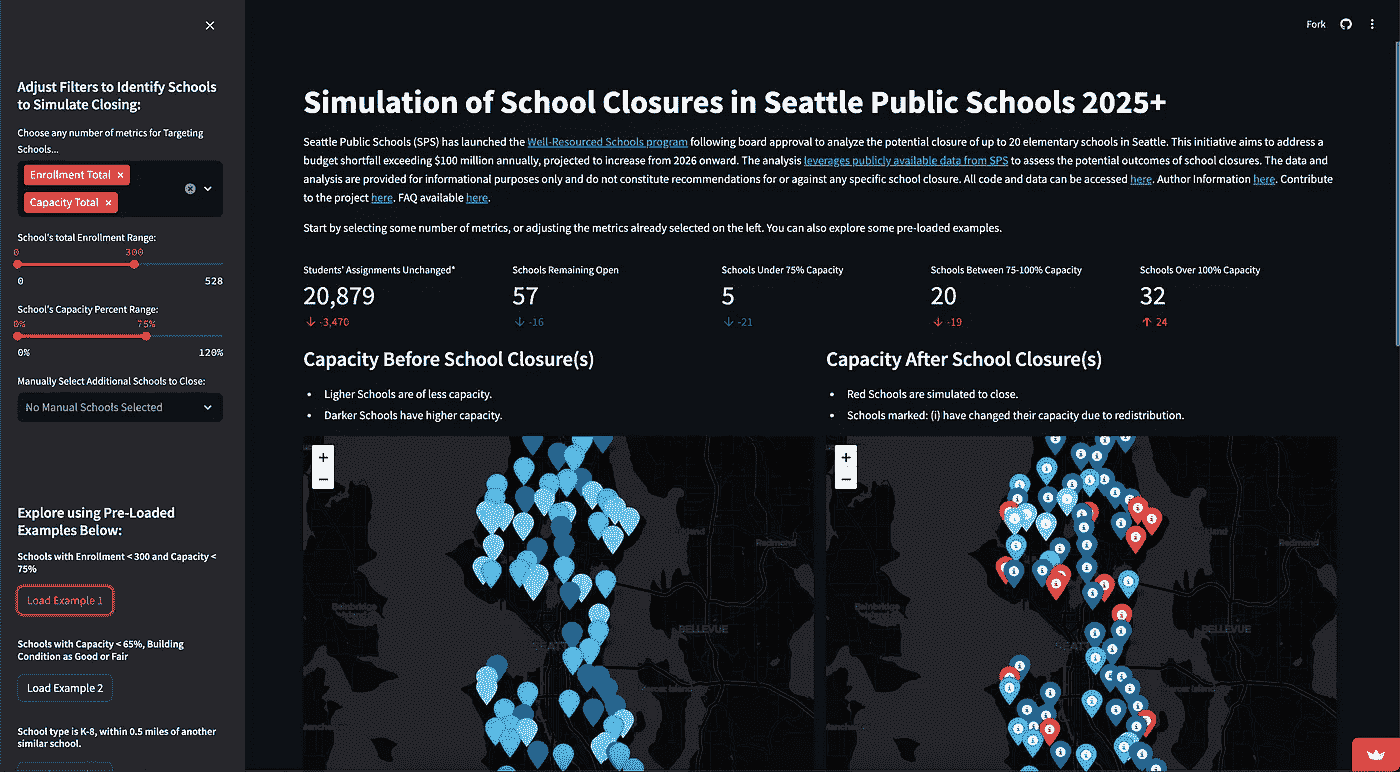 ×
Fork
Adjust Filters to Identify Schools
to Simulate Closing:
Choose any number of metrics for Targeting
Schools...
Enrollment Total ×
Capacity Total ×
School's total Enrollment Range:
0 300
0 528
School's Capacity Percent Range:
0% 75%
0% 120%
Manually Select Additional Schools to Close:
No Manual Schools Selected
Explore using Pre-Loaded
Examples Below:
Schools with Enrollment < 300 and Capacity <
75%
Load Example 1
Schools with Capacity < 65%, Building
Condition as Good or Fair
Load Example 2
School type is K-8, within 0.5 miles of another
similar school.
Simulation of School Closures in Seattle Public Schools 2025+
Seattle Public Schools (SPS) has launched the Well-Resourced Schools program following board approval to analyze the potential closure of up to 20 elementary schools in Seattle. This initiative aims to address a
budget shortfall exceeding $100 million annually, projected to increase from 2026 onward. The analysis leverages publicly available data from SPS to assess the potential outcomes of school closures. The data and
analysis are provided for informational purposes only and do not constitute recommendations for or against any specific school closure. All code and data can be accessed here. Author Information here. Contribute
to the project here. FAQ available here.
Start by selecting some number of metrics, or adjusting the metrics already selected on the left. You can also explore some pre-loaded examples.
Students' Assignments Unchanged*
20,879
↓ -3,470
Schools Remaining Open
57
↓ -16
Schools Under 75% Capacity
5
↓ -21
Schools Between 75-100% Capacity
20
↓ -19
Schools Over 100% Capacity
32
↑ 24
Capacity Before School Closure(s)
• Ligher Schools are of less capacity.
• Darker Schools have higher capacity.
+
−
Redmond
Bainbridge
BELLEVUE
Capacity After School Closure(s)
• Red Schools are simulated to close.
• Schools marked: (i) have changed their capacity due to redistribution.
+
−
Redmond
Bainbridge
BELLEVUE